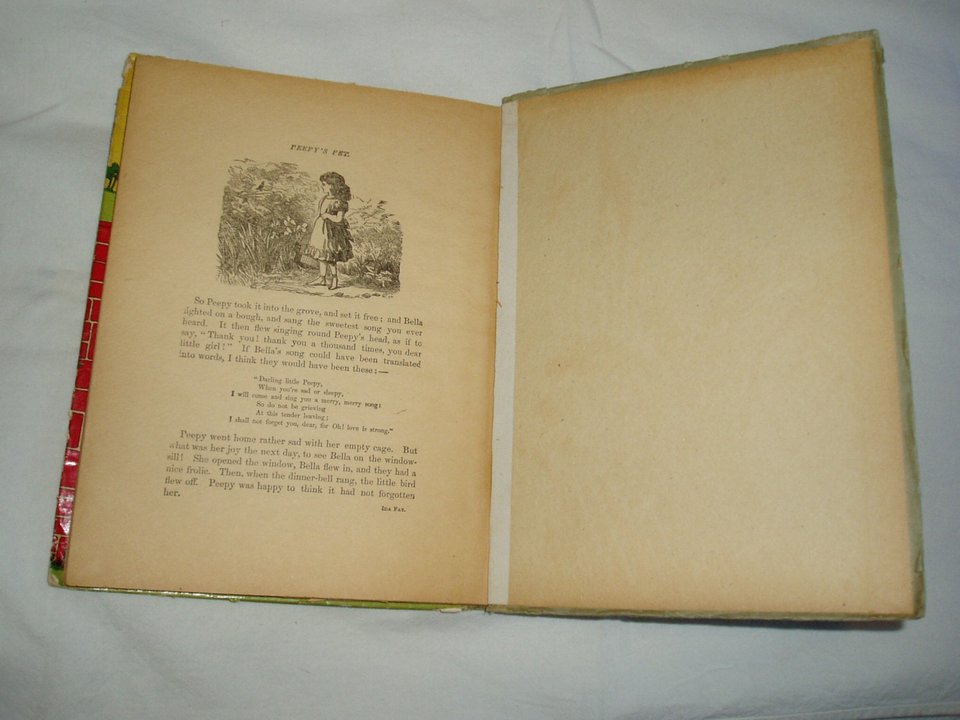 PEEPY'S PET.
So Peepy took it into the grove, and set it free; and Bella
lighted on a bough, and sang the sweetest song you ever
heard. It then flew singing round Peepy's head, as if to
say, "Thank you! thank you a thousand times, you dear
little girl!" If Bella's song could have been translated
into words, I think they would have been these:—
"Darling little Peepy,
When you're sad or sleepy,
I will come and sing you a merry, merry song;
So do not be grieving
At this tender leaving;
I shall not forget you, dear, for Oh! love is strong."
Peepy went home rather sad with her empty cage. But
what was her joy the next day, to see Bella on the window-
sill! She opened the window, Bella flew in, and they had a
nice frolic. Then, when the dinner-bell rang, the little bird
flew off. Peepy was happy to think it had not forgotten
her.
IDA FAY.